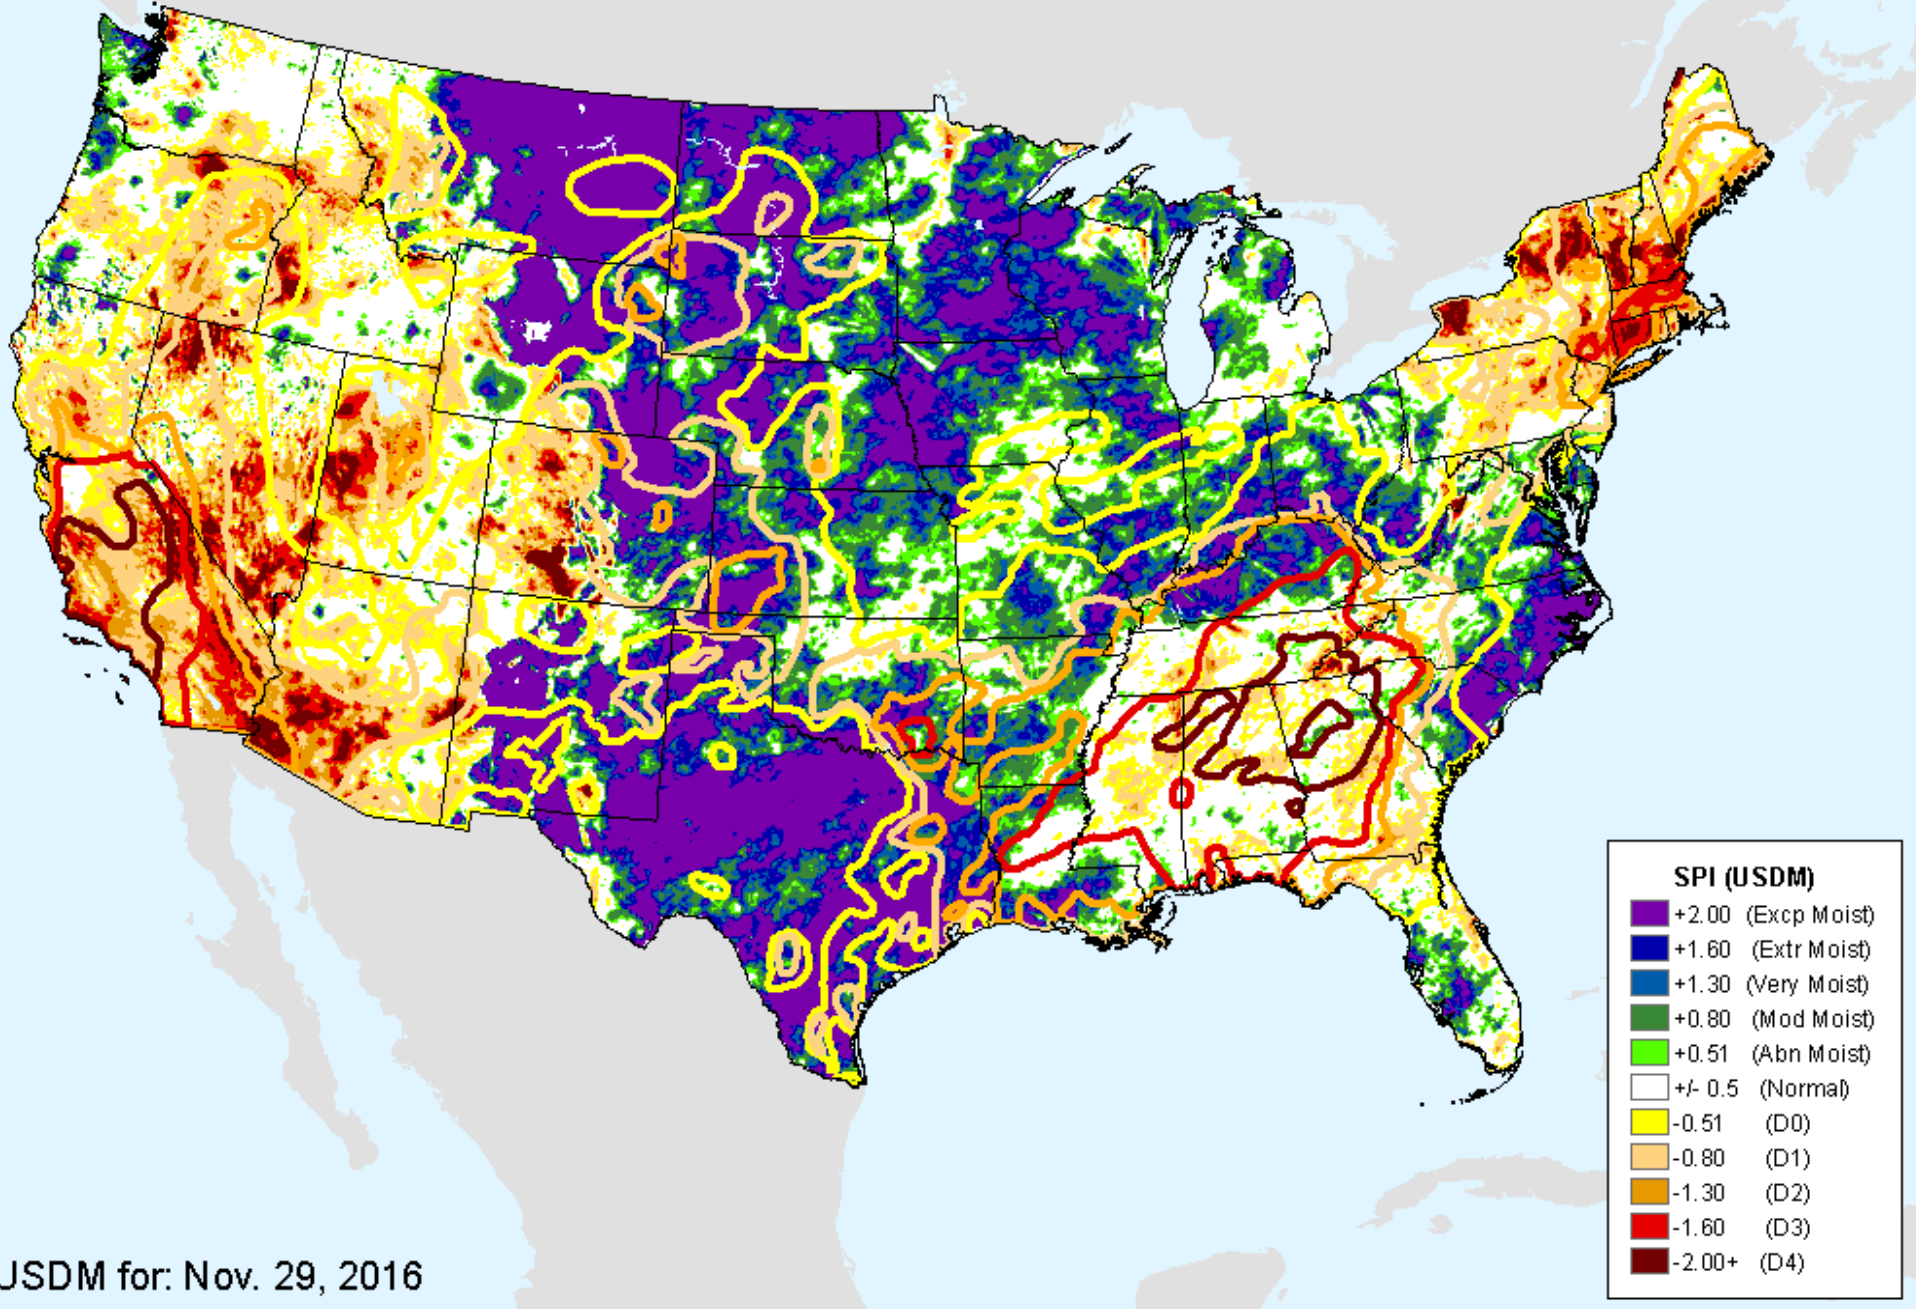 SPI (USDM)
+2.00 (Excp Moist)
+1.60 (Extr Moist)
+1.30 (Very Moist)
+0.80 (Mod Moist)
+0.51 (Abn Moist)
+/- 0.5 (Normal)
-0.51 (D0)
-0.80 (D1)
-1.30 (D2)
-1.60 (D3)
-2.00+ (D4)
USDM for: Nov. 29, 2016